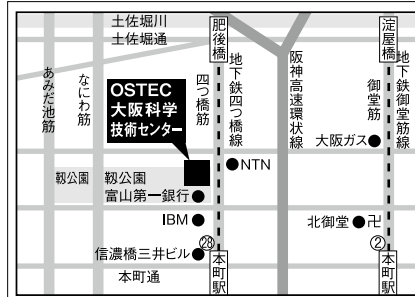 土佐堀川
土佐堀通
肥後橋
淀屋橋
あみだ池筋
なにわ筋
四つ橋筋
地下鉄四つ橋線
阪神高速環状線
御堂筋
地下鉄御堂筋線
OSTEC
大阪科学
技術センター
大阪ガス
NTN
靱公園
靱公園
富山第一銀行
IBM
北御堂
卍
信濃橋三井ビル
㉘
②
本町駅
本町駅
本町通